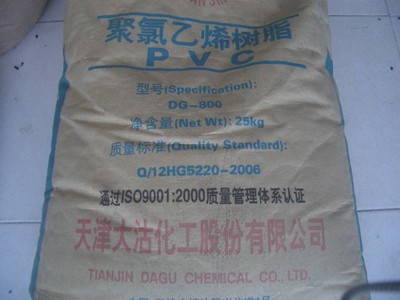 聚氯乙烯树脂
PVC
型号(Specification):
DG-800
净含量(Net Wt): 25kg
质量标准(Quality Standard):
Q/12HG5220-2006
通过ISO9001:2000质量管理体系认证
天津大沽化工股份有限公司
TIANJIN DAGU CHEMICAL CO., LTD.